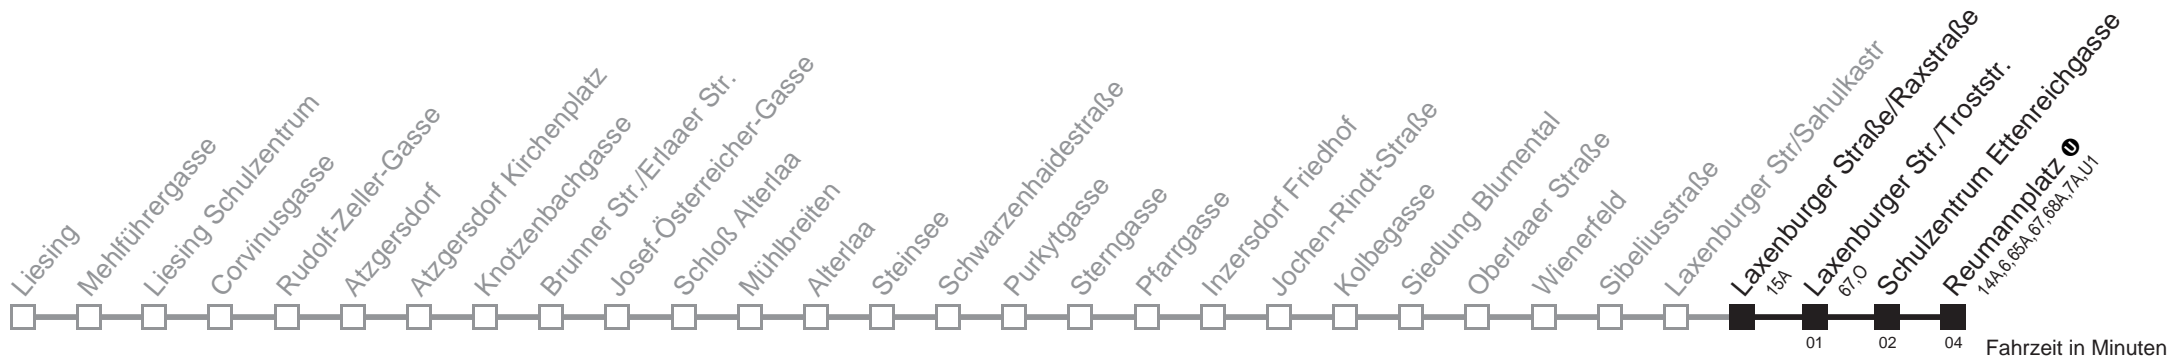 Liesing
Mehlführergasse
Liesing Schulzentrum
Corvinusgasse
Rudolf-Zeller-Gasse
Atzgersdorf
Atzgersdorf Kirchenplatz
Knotzenbachgasse
Brunner Str./Erlaaer Str.
Josef-Österreicher-Gasse
Schloß Alterlaa
Mühlbreiten
Alterlaa
Steinsee
Schwarzenhaidestraße
Purkytgasse
Sterngasse
Pfarrgasse
Inzersdorf Friedhof
Jochen-Rindt-Straße
Kolbegasse
Siedlung Blumental
Oberlaaer Straße
Wienerfeld
Sibeliusstraße
Laxenburger Str/Sahulkastr
Laxenburger Straße/Raxstraße
15A
Laxenburger Str./Troststr.
67,O
Schulzentrum Ettenreichgasse
Reumannplatz U
14A,6,65A,67,68A,7A,U1
01
02
04
Fahrzeit in Minuten